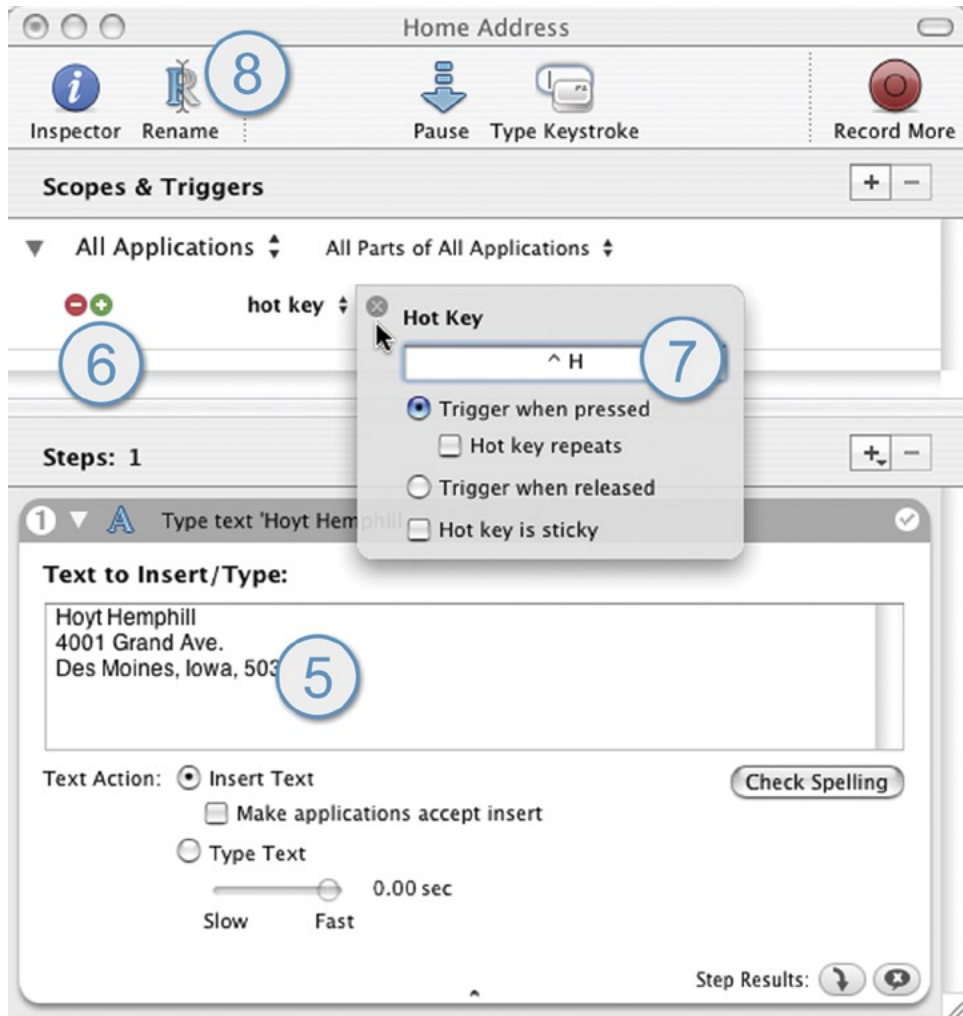 Home Address
8
Inspector Rename Pause Type Keystroke Record More
Scopes & Triggers + −
All Applications All Parts of All Applications
hot key
6
Hot Key
^ H
7
Trigger when pressed
Hot key repeats
Trigger when released
Hot key is sticky
Steps: 1 + −
1 Type text 'Hoyt Hemphill
Text to Insert/Type:
Hoyt Hemphill
4001 Grand Ave.
Des Moines, Iowa, 503
5
Text Action: Insert Text Check Spelling
Make applications accept insert
Type Text
0.00 sec
Slow Fast
Step Results: